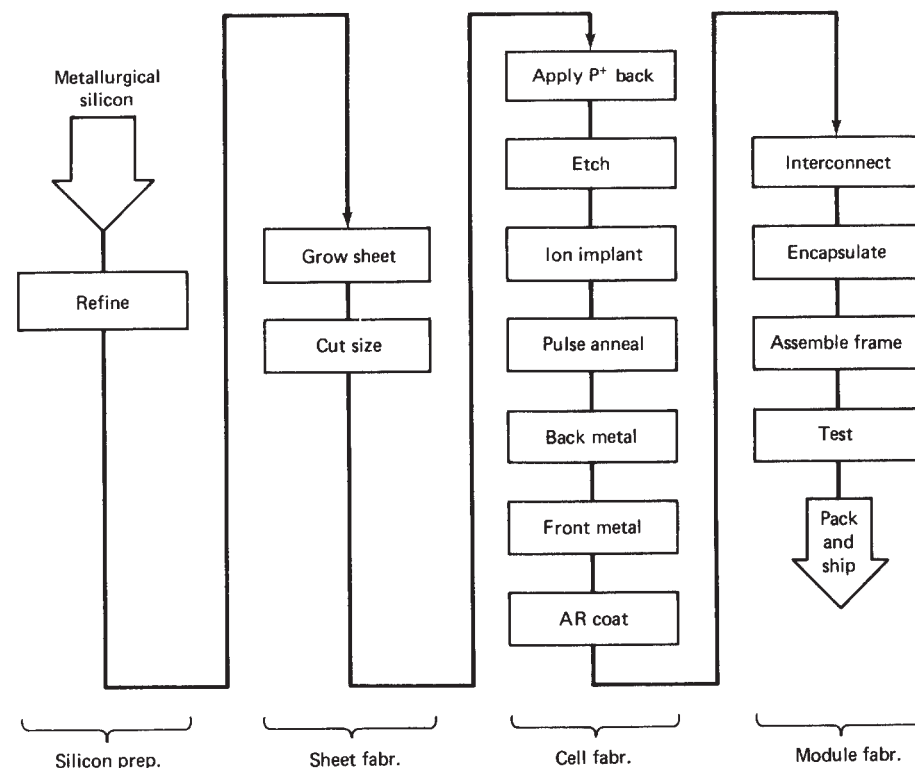 Metallurgical
silicon
Refine
Silicon prep.
Grow sheet
Cut size
Sheet fabr.
Apply P⁺ back
Etch
Ion implant
Pulse anneal
Back metal
Front metal
AR coat
Cell fabr.
Interconnect
Encapsulate
Assemble frame
Test
Pack
and
ship
Module fabr.